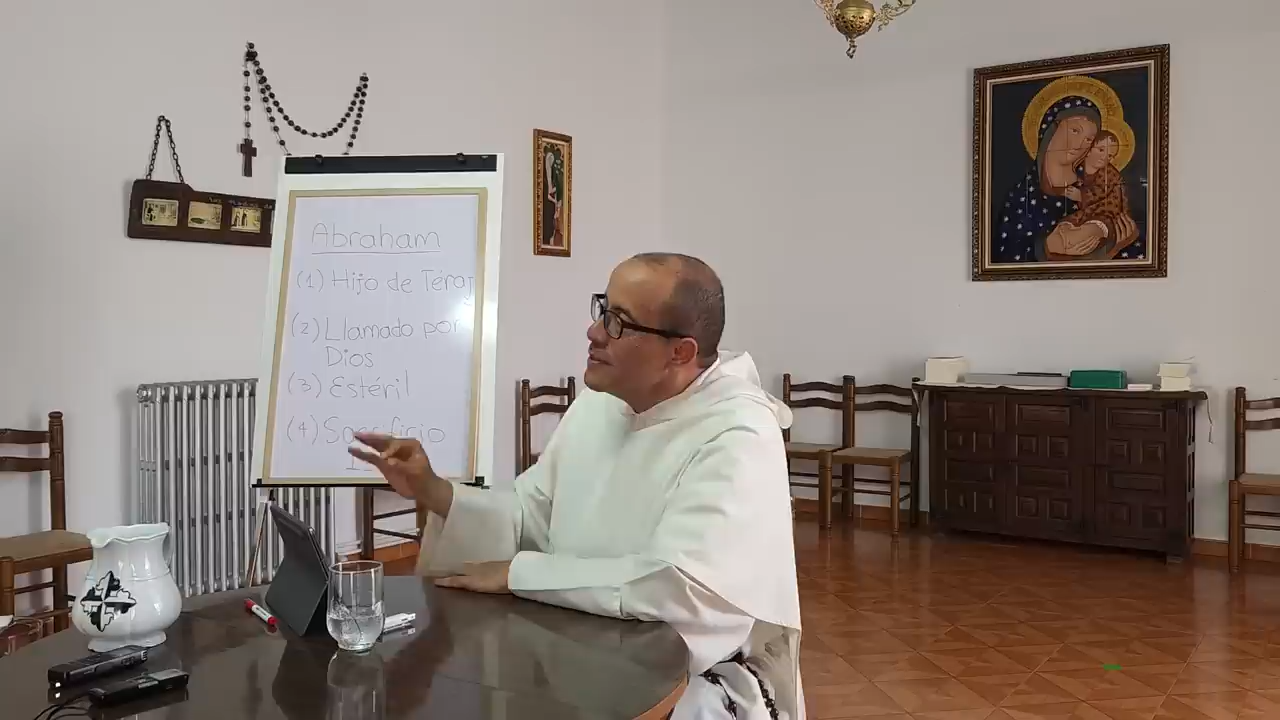 Abraham
(1) Hijo de Téraj
(2) Llamado por
Dios
(3) Estéril
(4) Sacrificio